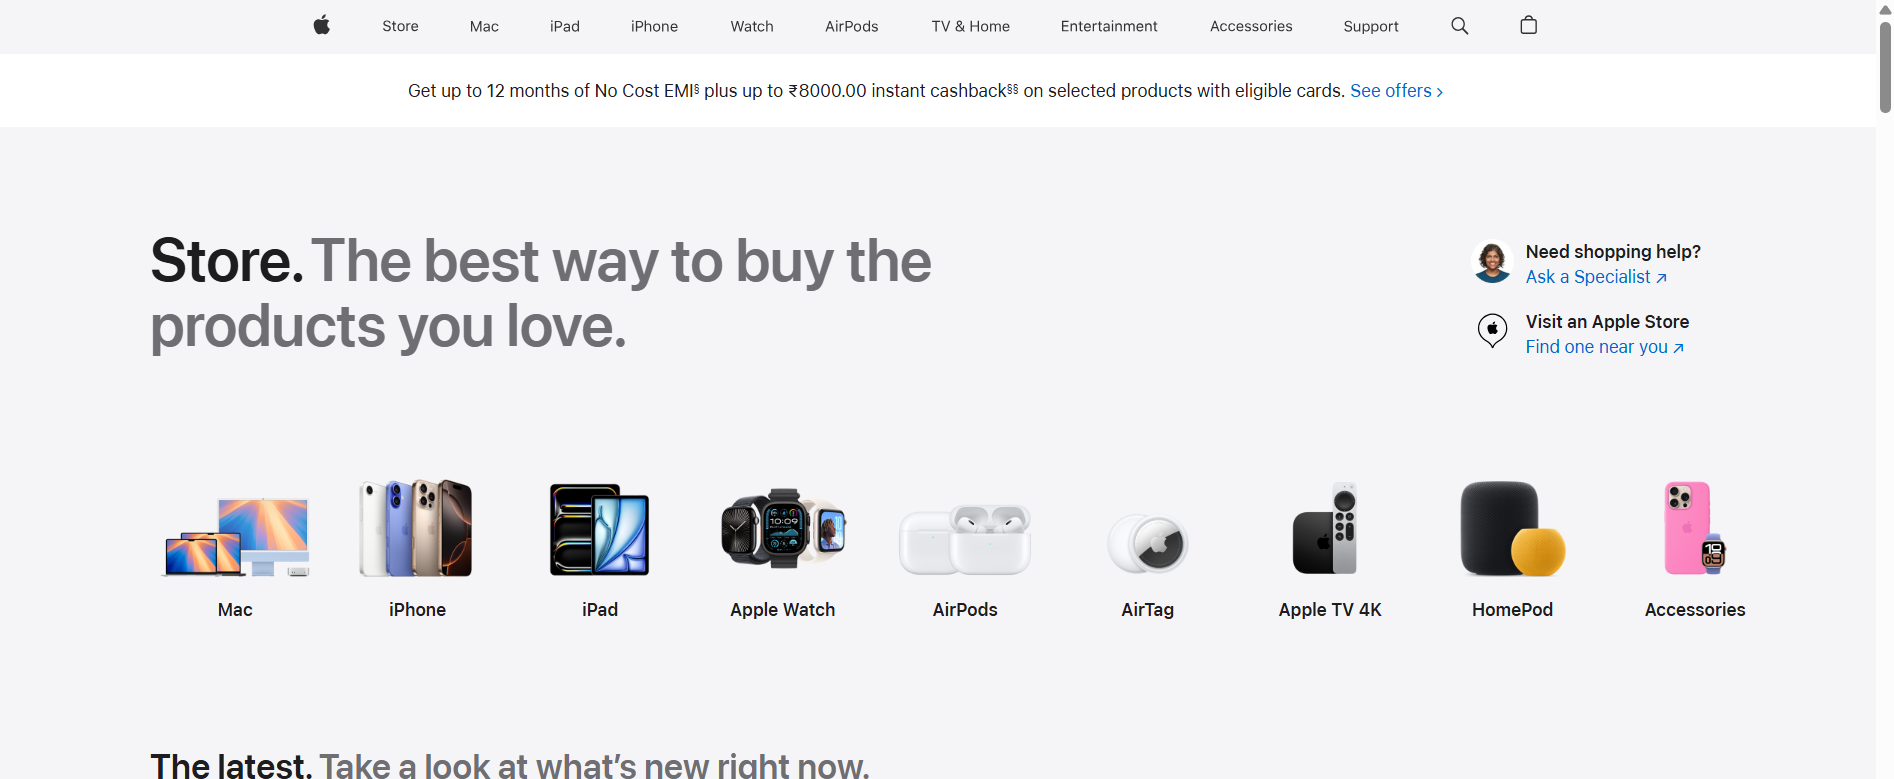 Store Mac iPad iPhone Watch AirPods TV & Home Entertainment Accessories Support
Get up to 12 months of No Cost EMI§ plus up to ₹8000.00 instant cashback§§ on selected products with eligible cards. See offers >
Store. The best way to buy the
products you love.
Need shopping help?
Ask a Specialist ↗
Visit an Apple Store
Find one near you ↗
10:09
Mac iPhone iPad Apple Watch AirPods AirTag Apple TV 4K HomePod Accessories
The latest. Take a look at what’s new right now.